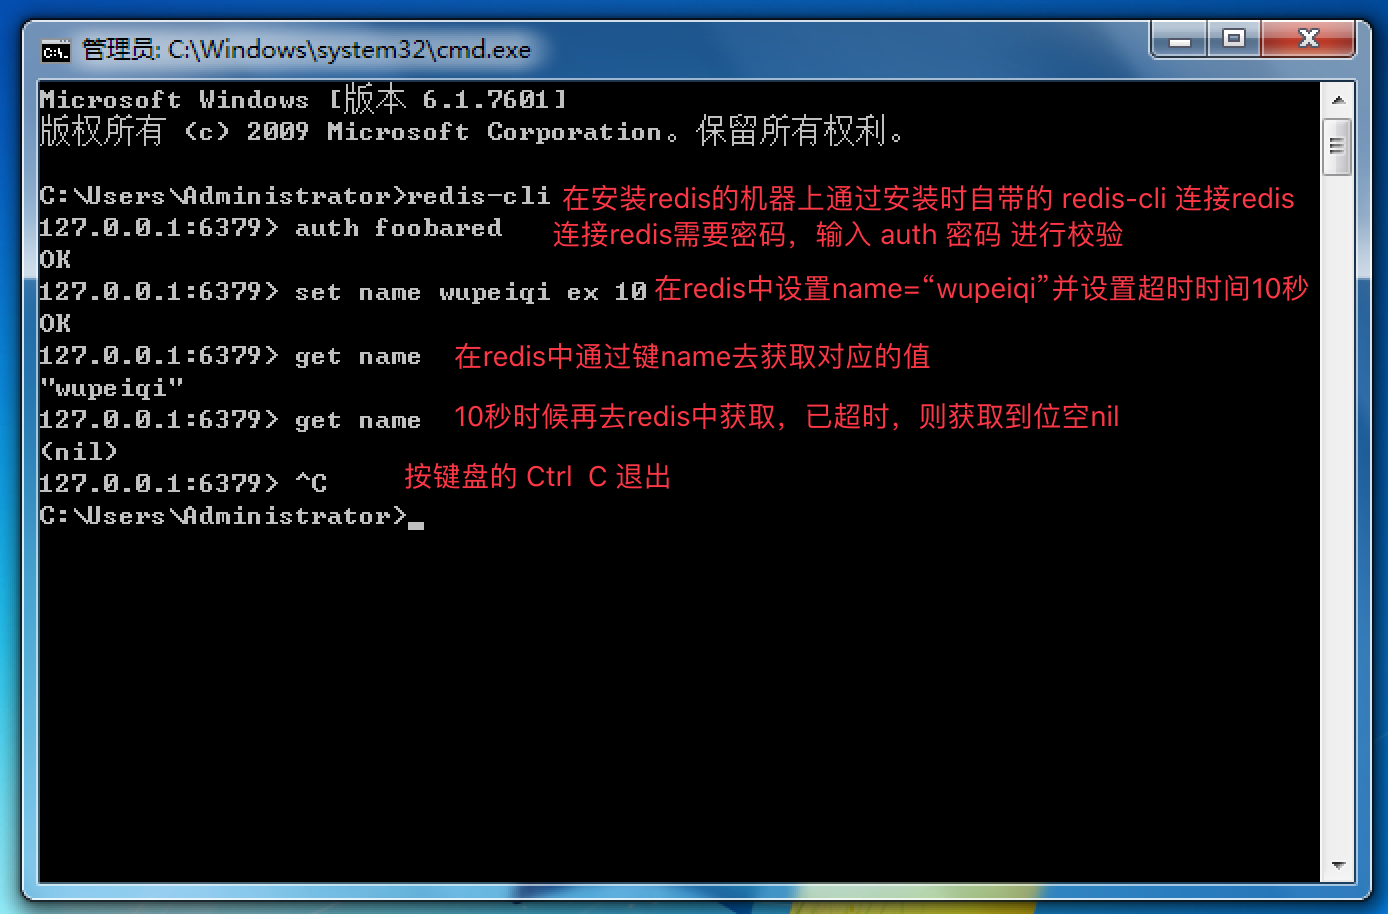 管理员: C:\Windows\system32\cmd.exe
Microsoft Windows [版本 6.1.7601]
版权所有 (c) 2009 Microsoft Corporation。保留所有权利。
C:\Users\Administrator>redis-cli 在安装redis的机器上通过安装时自带的 redis-cli 连接redis
127.0.0.1:6379> auth foobared 连接redis需要密码，输入 auth 密码 进行校验
OK
127.0.0.1:6379> set name wupeiqi ex 10 在redis中设置name=“wupeiqi”并设置超时时间10秒
OK
127.0.0.1:6379> get name 在redis中通过键name去获取对应的值
"wupeiqi"
127.0.0.1:6379> get name 10秒时候再去redis中获取，已超时，则获取到位空nil
(nil)
127.0.0.1:6379> ^C 按键盘的 Ctrl C 退出
C:\Users\Administrator>_